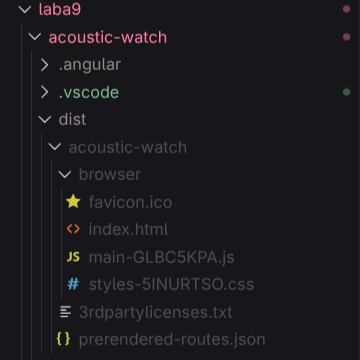 laba9
acoustic-watch
.angular
.vscode
dist
acoustic-watch
browser
favicon.ico
index.html
JS main-GLBC5KPA.js
# styles-5INURTSO.css
3rdpartylicenses.txt
{} prerendered-routes.json